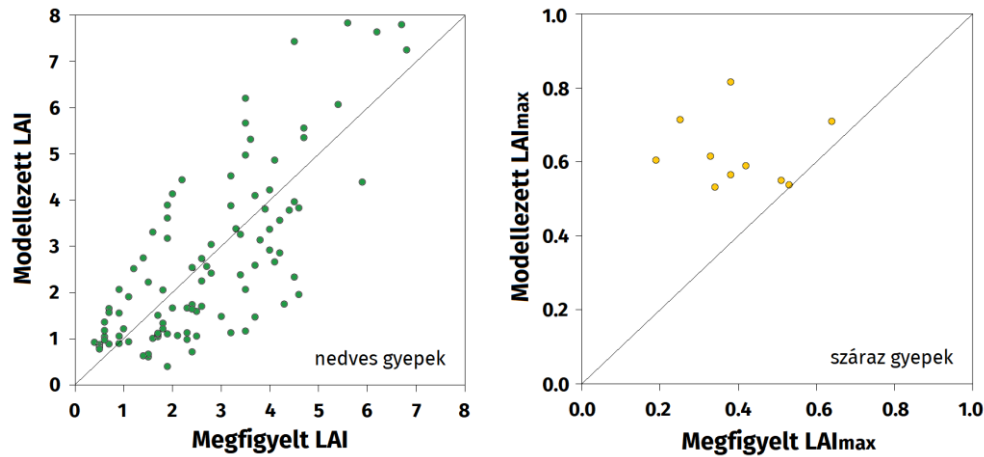 Modellezett LAI
8
7
6
5
4
3
2
1
0
nedves gyepek
0 1 2 3 4 5 6 7 8
Megfigyelt LAI
Modellezett LAImax
1.0
0.8
0.6
0.4
0.2
0.0
száraz gyepek
0.0 0.2 0.4 0.6 0.8 1.0
Megfigyelt LAImax